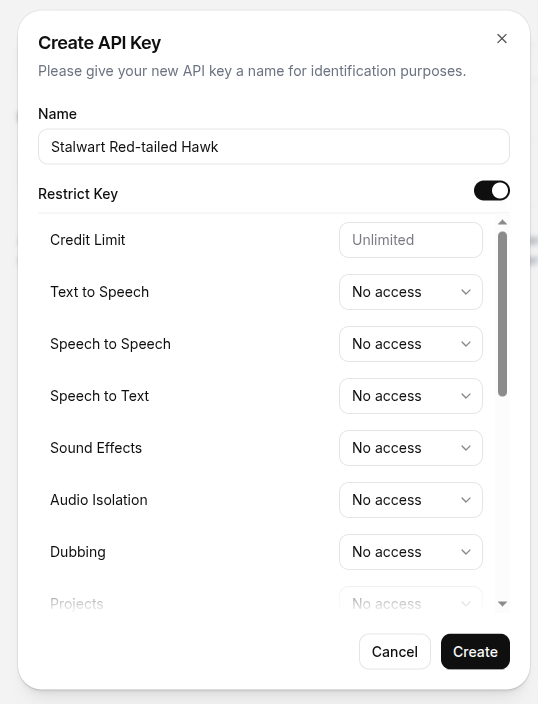 Create API Key
Please give your new API key a name for identification purposes.
Name
Stalwart Red-tailed Hawk
Restrict Key
Credit Limit Unlimited
Text to Speech No access
Speech to Speech No access
Speech to Text No access
Sound Effects No access
Audio Isolation No access
Dubbing No access
Projects No access
Cancel Create